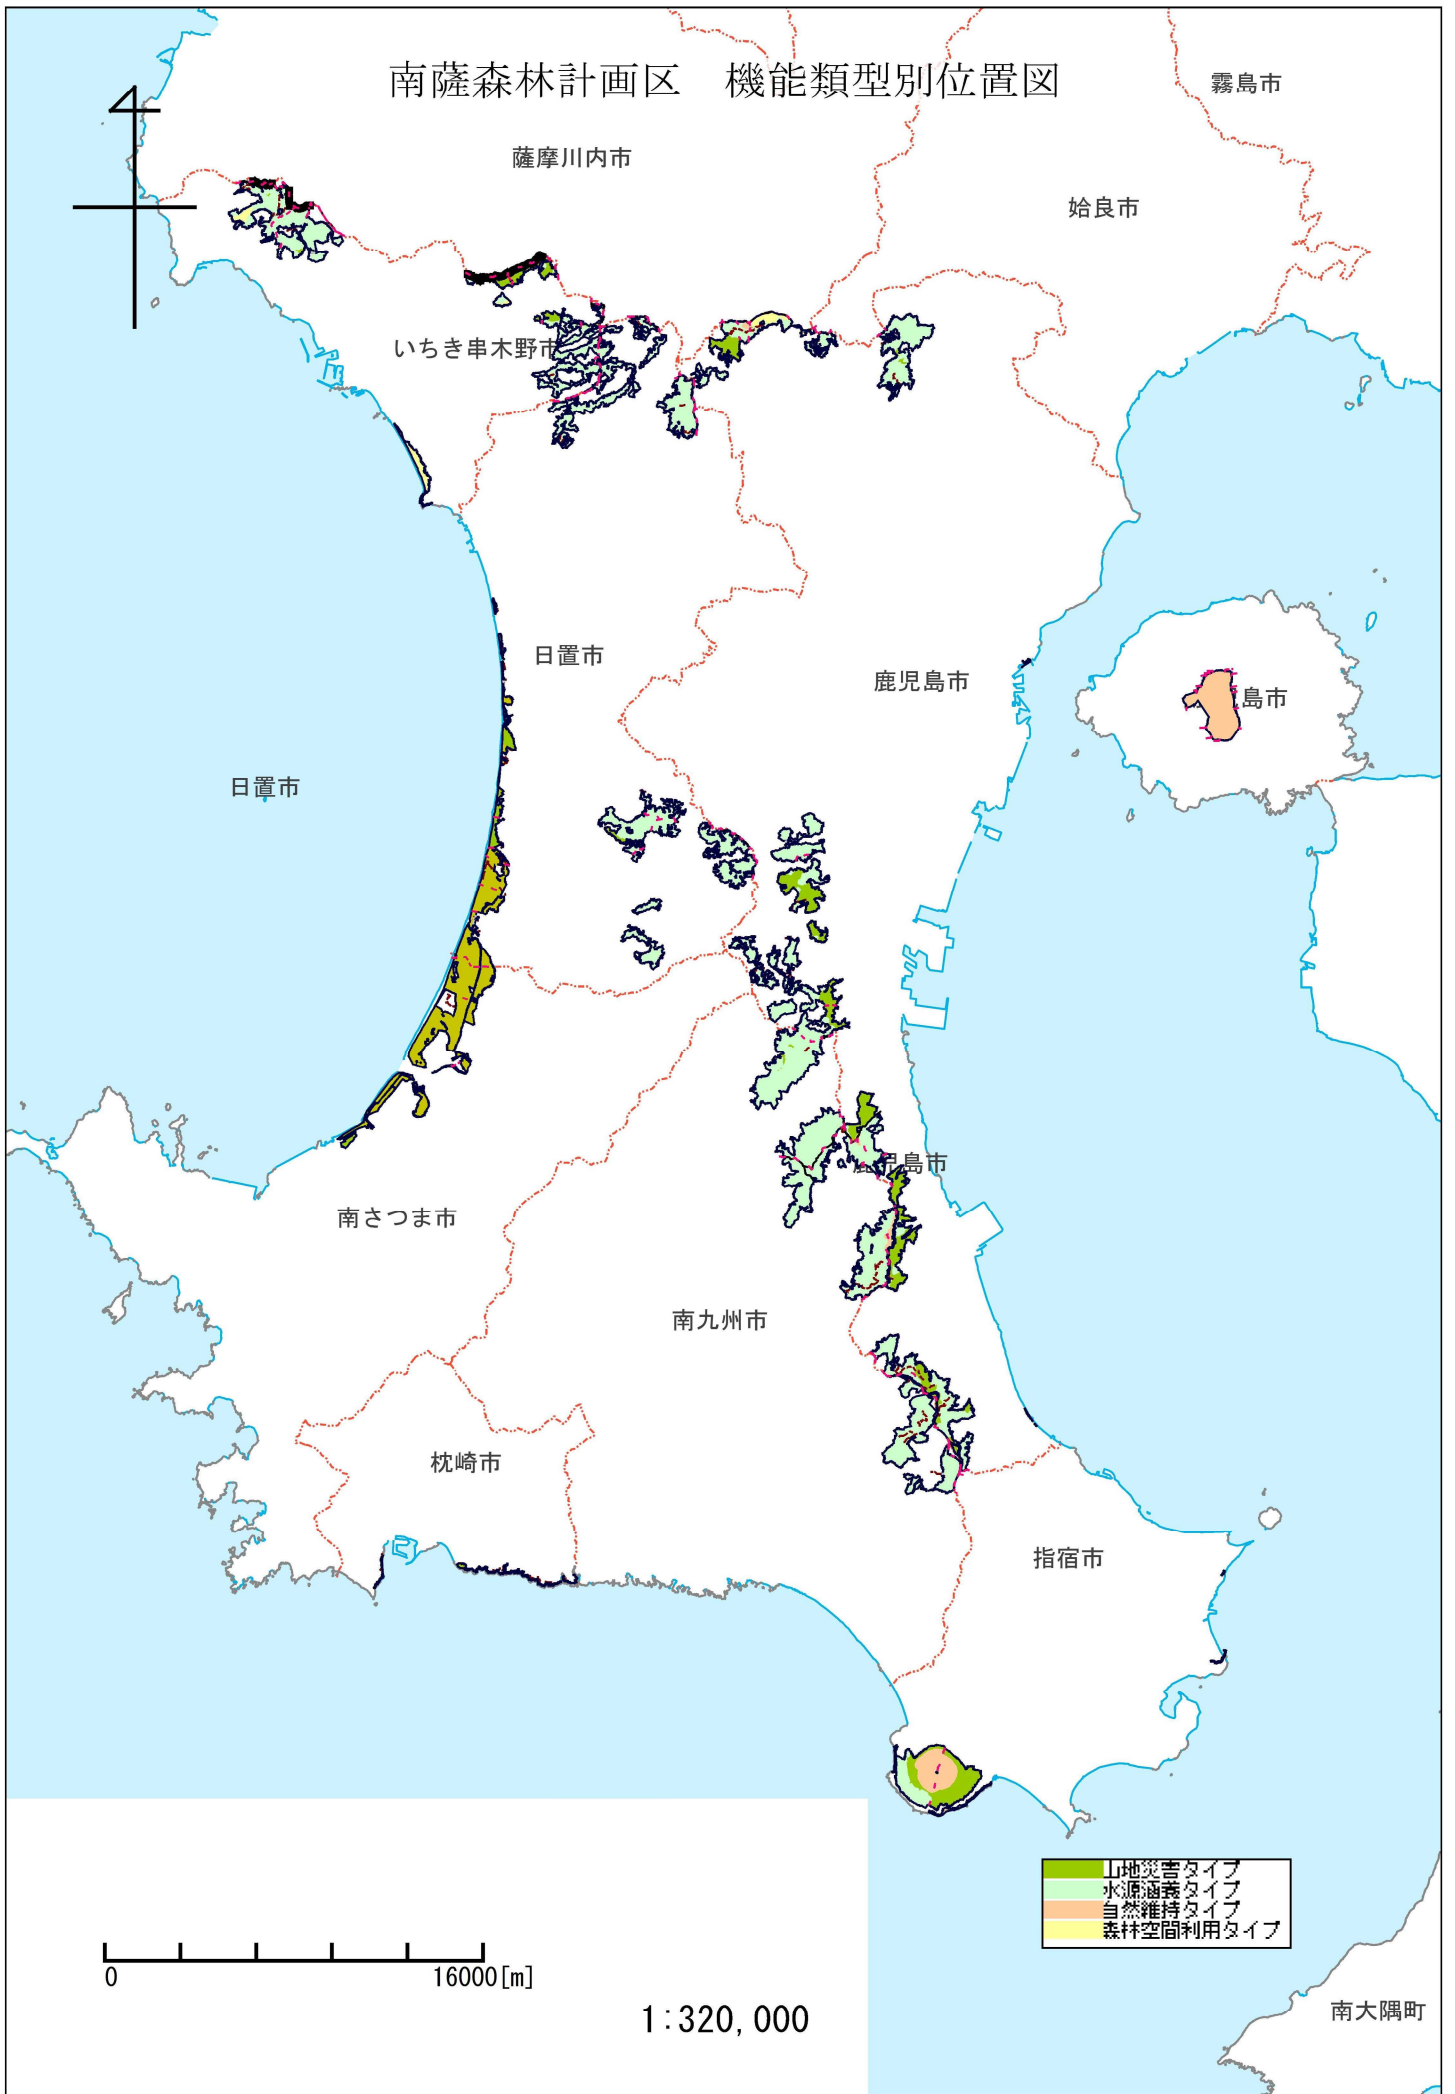 南薩森林計画区　機能類型別位置図
霧島市
薩摩川内市
姶良市
いちき串木野市
日置市
鹿児島市
島市
日置市
鹿児島市
南さつま市
南九州市
枕崎市
指宿市
山地災害タイプ
水源涵養タイプ
自然維持タイプ
森林空間利用タイプ
0 16000[m]
1:320,000
南大隅町